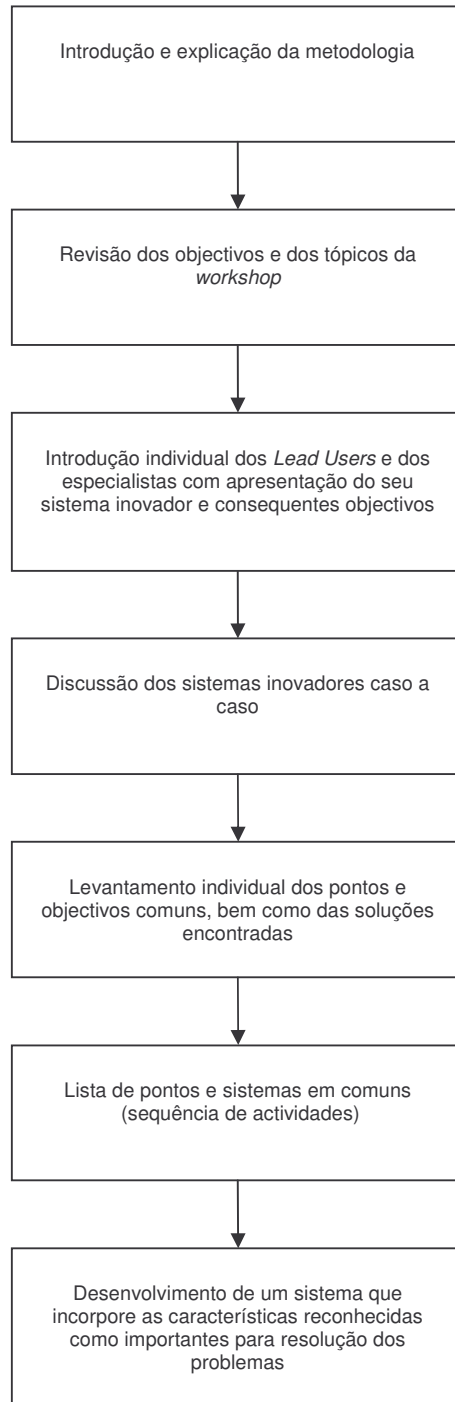 Introdução e explicação da metodologia
Revisão dos objectivos e dos tópicos da
workshop
Introdução individual dos Lead Users e dos
especialistas com apresentação do seu
sistema inovador e consequentes objectivos
Discussão dos sistemas inovadores caso a
caso
Levantamento individual dos pontos e
objectivos comuns, bem como das soluções
encontradas
Lista de pontos e sistemas em comuns
(sequência de actividades)
Desenvolvimento de um sistema que
incorpore as características reconhecidas
como importantes para resolução dos
problemas